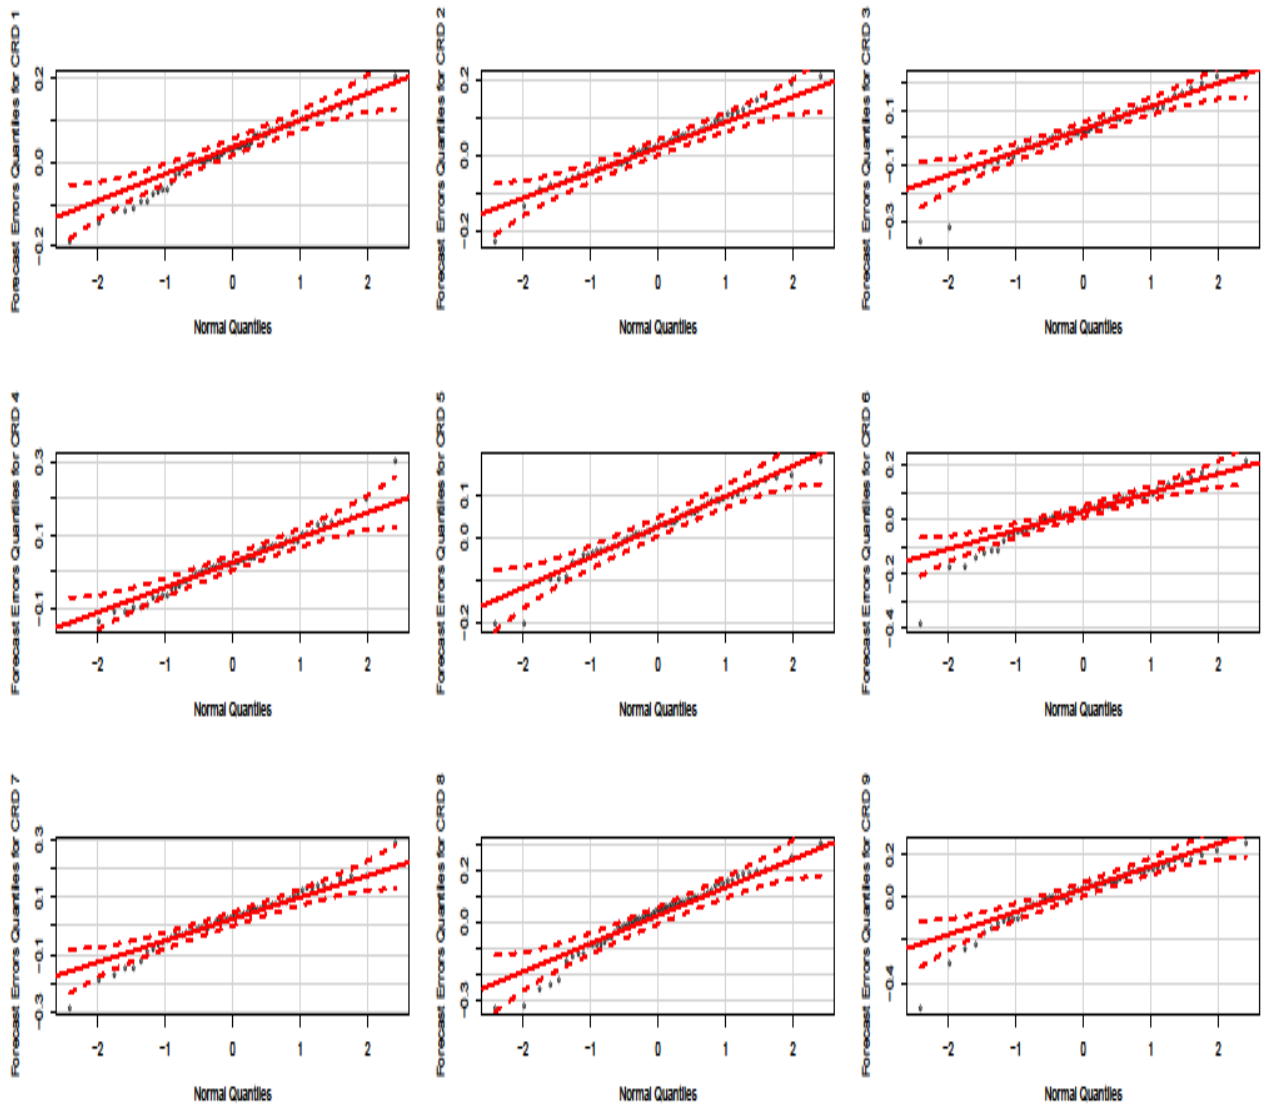 Forecast Errors Quantiles for CRD 1
0.2
0.0
−0.2
−2 −1 0 1 2
Normal Quantiles
Forecast Errors Quantiles for CRD 2
0.2
0.0
−0.2
−2 −1 0 1 2
Normal Quantiles
Forecast Errors Quantiles for CRD 3
0.1
−0.1
−0.3
−2 −1 0 1 2
Normal Quantiles
Forecast Errors Quantiles for CRD 4
0.3
0.1
−0.1
−2 −1 0 1 2
Normal Quantiles
Forecast Errors Quantiles for CRD 5
0.1
0.0
−0.2
−2 −1 0 1 2
Normal Quantiles
Forecast Errors Quantiles for CRD 6
0.2
0.0
−0.2
−0.4
−2 −1 0 1 2
Normal Quantiles
Forecast Errors Quantiles for CRD 7
0.3
0.1
−0.1
−0.3
−2 −1 0 1 2
Normal Quantiles
Forecast Errors Quantiles for CRD 8
0.2
0.0
−0.3
−2 −1 0 1 2
Normal Quantiles
Forecast Errors Quantiles for CRD 9
0.2
0.0
−0.4
−2 −1 0 1 2
Normal Quantiles